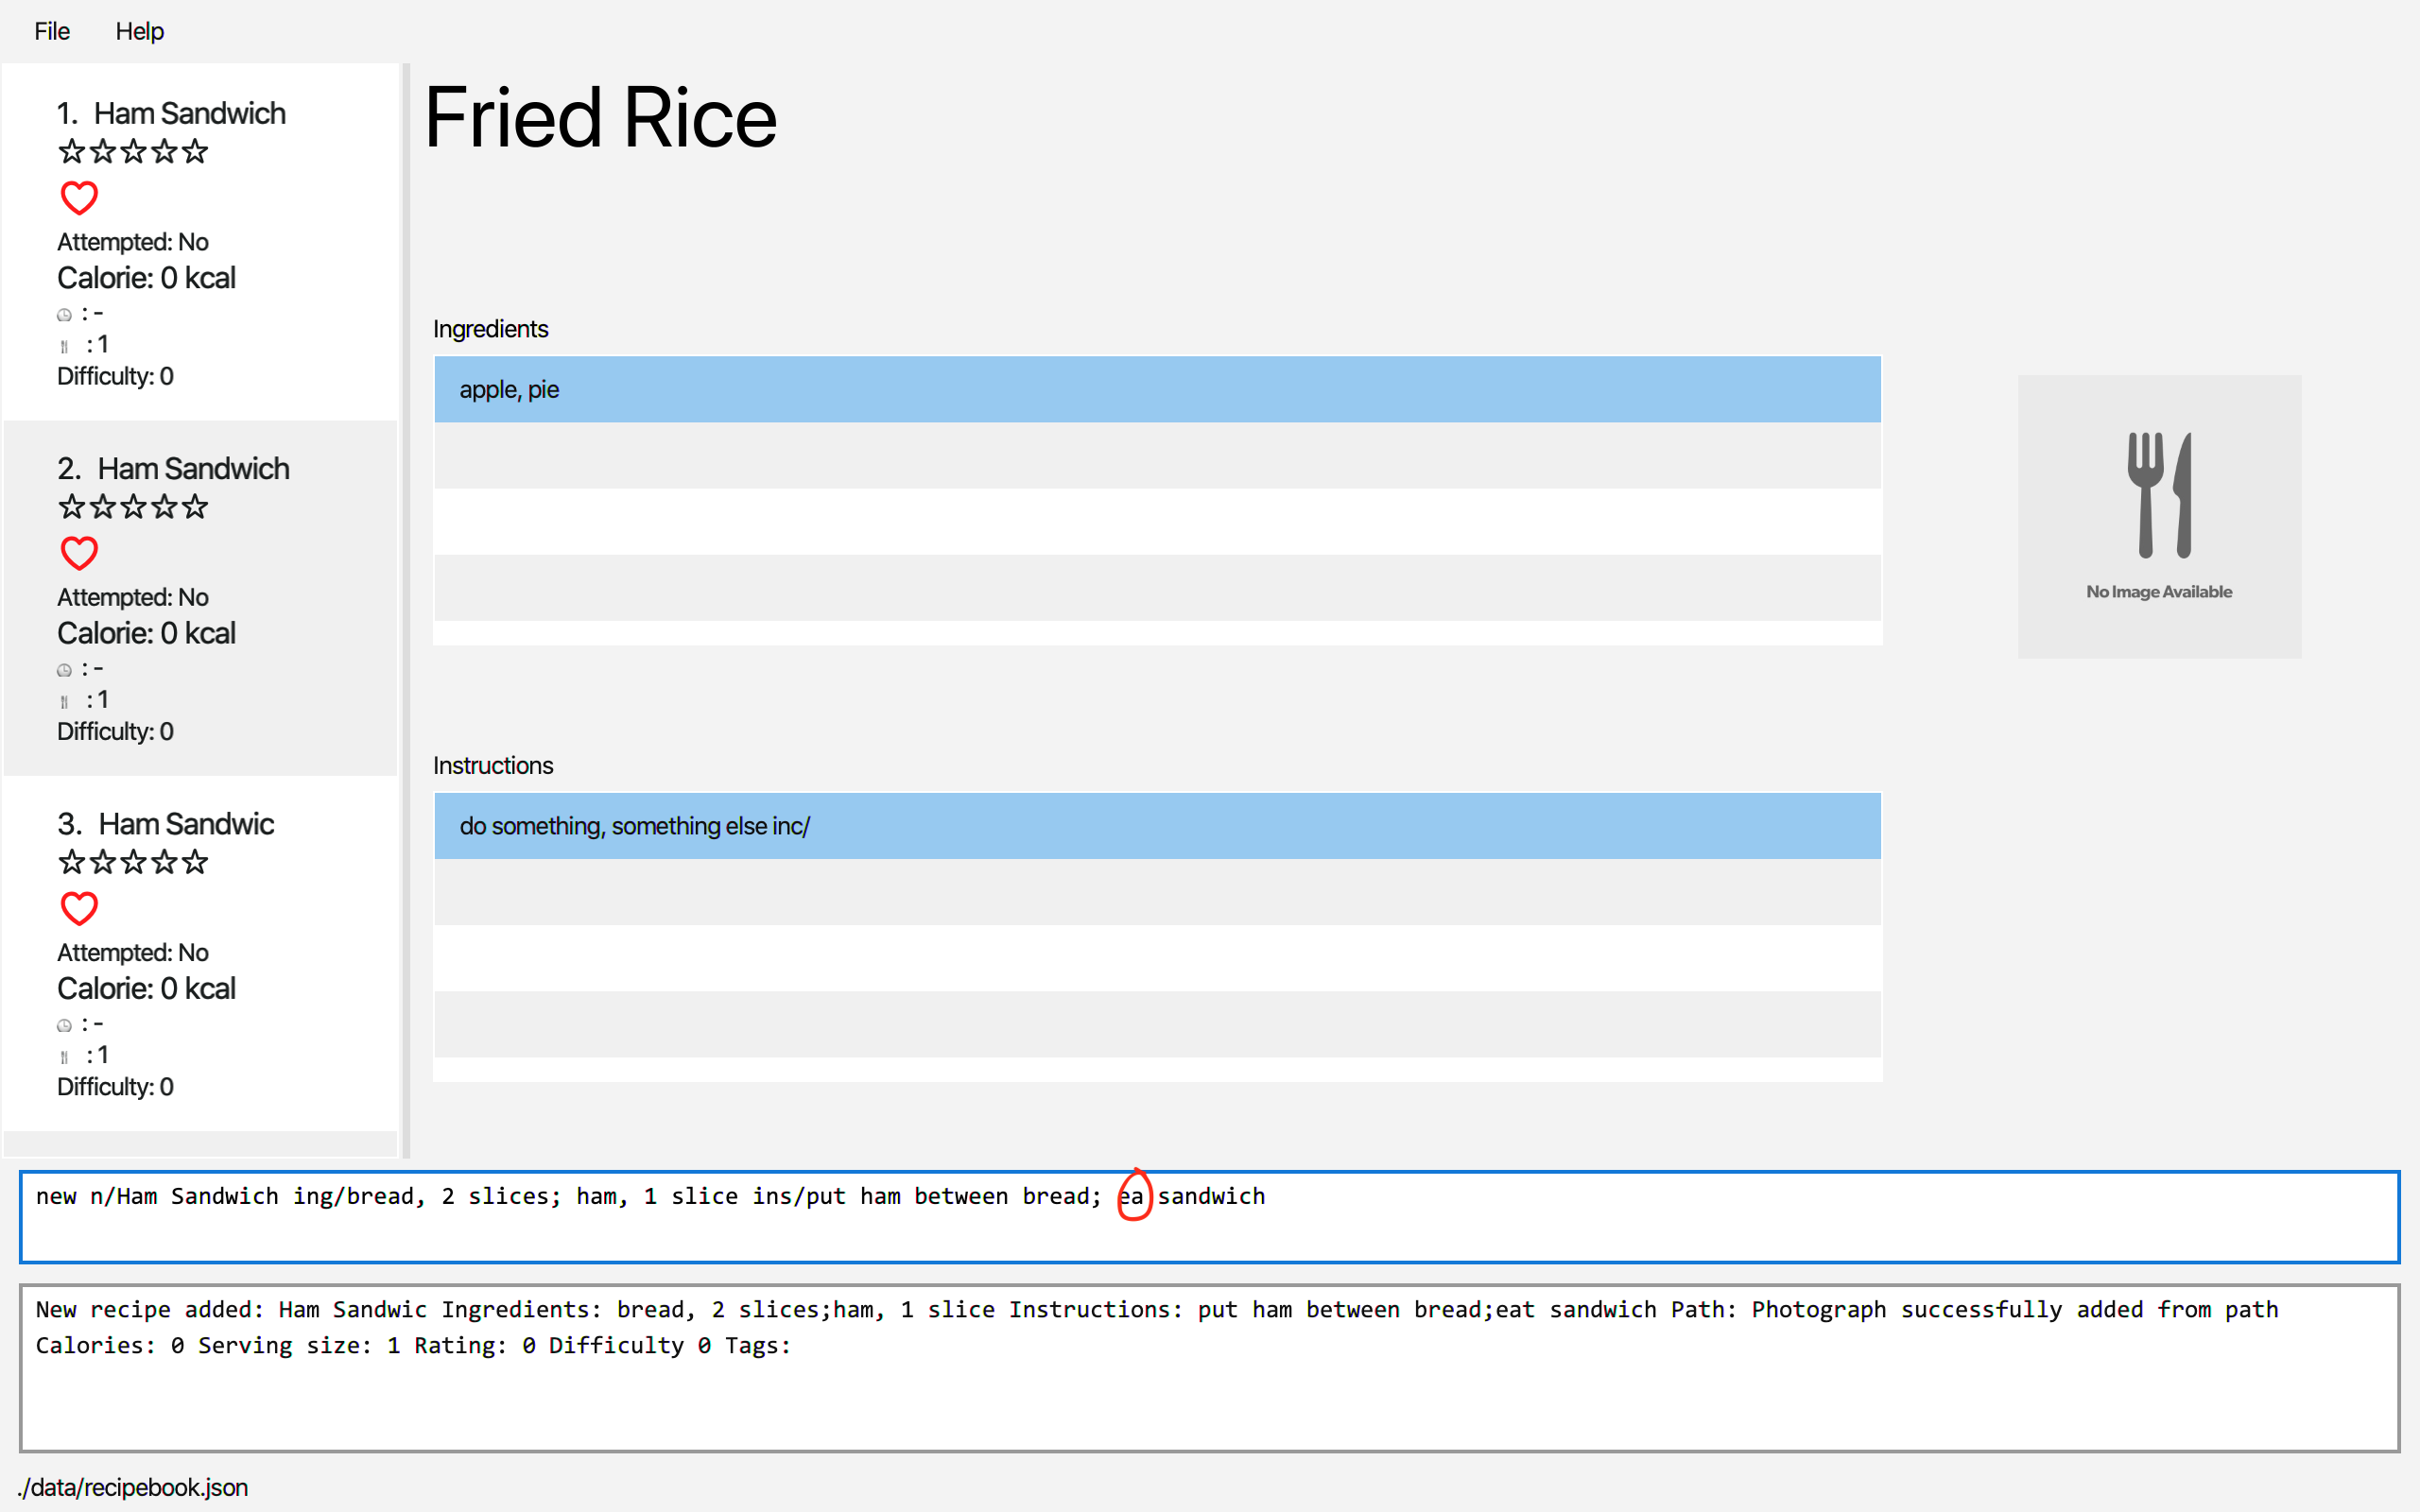 File Help
1. Ham Sandwich
☆☆☆☆☆
Attempted: No
Calorie: 0 kcal
: -
: 1
Difficulty: 0
2. Ham Sandwich
☆☆☆☆☆
Attempted: No
Calorie: 0 kcal
: -
: 1
Difficulty: 0
3. Ham Sandwic
☆☆☆☆☆
Attempted: No
Calorie: 0 kcal
: -
: 1
Difficulty: 0
Fried Rice
Ingredients
apple, pie
No Image Available
Instructions
do something, something else inc/
new n/Ham Sandwich ing/bread, 2 slices; ham, 1 slice ins/put ham between bread; ea sandwich
New recipe added: Ham Sandwic Ingredients: bread, 2 slices;ham, 1 slice Instructions: put ham between bread;eat sandwich Path: Photograph successfully added from path
Calories: 0 Serving size: 1 Rating: 0 Difficulty 0 Tags:
./data/recipebook.json